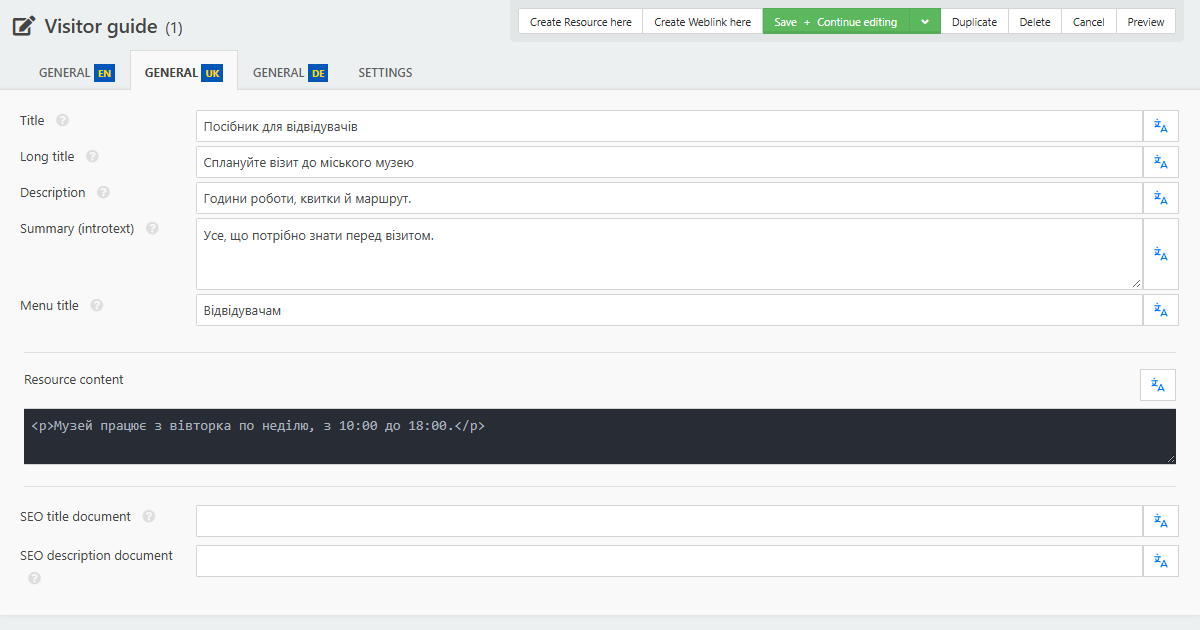 Visitor guide (1)
Create Resource here
Create Weblink here
Save + Continue editing
Duplicate
Delete
Cancel
Preview
GENERAL EN
GENERAL UK
GENERAL DE
SETTINGS
Title
Посібник для відвідувачів
Long title
Сплануйте візит до міського музею
Description
Години роботи, квитки й маршрут.
Summary (introtext)
Усе, що потрібно знати перед візитом.
Menu title
Відвідувачам
Resource content
<p>Музей працює з вівторка по неділю, з 10:00 до 18:00.</p>
SEO title document
SEO description document